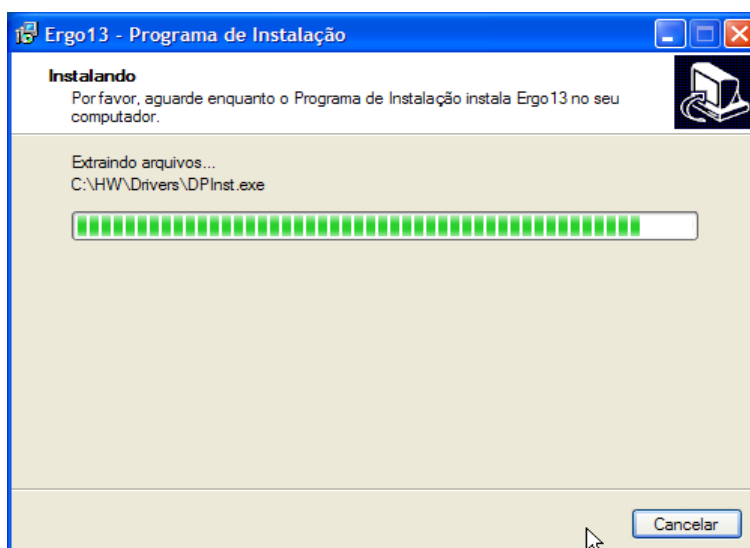 Ergo13 - Programa de Instalação
Instalando
Por favor, aguarde enquanto o Programa de Instalação instala Ergo13 no seu
computador.
Extraindo arquivos...
C:\HW\Drivers\DPInst.exe
Cancelar